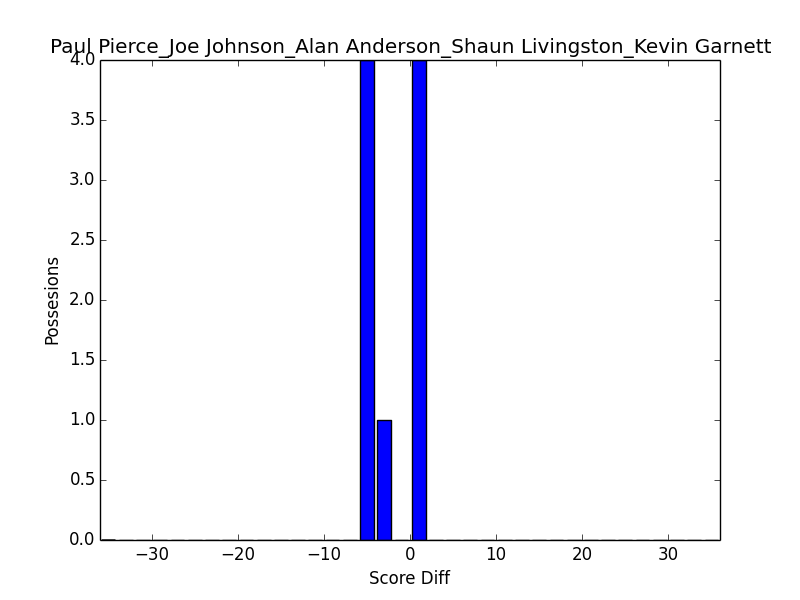 Paul Pierce_Joe Johnson_Alan Anderson_Shaun Livingston_Kevin Garnett
4.0
3.5
3.0
2.5
2.0
1.5
1.0
0.5
0.0
Possesions
−30 −20 −10 0 10 20 30
Score Diff